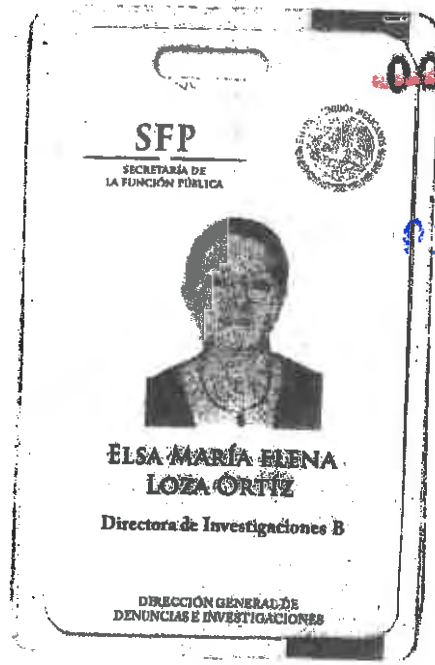 SFP
SECRETARÍA DE
LA FUNCIÓN PÚBLICA
ELSA MARÍA ELENA
LOZA ORTÍZ
Directora de Investigaciones B
DIRECCIÓN GENERAL DE
DENUNCIAS E INVESTIGACIONES